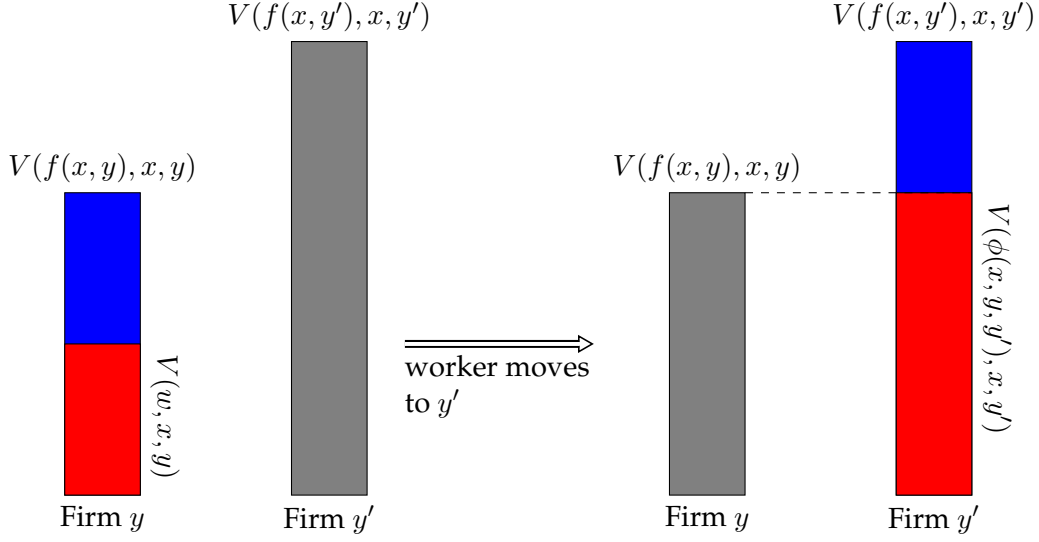 V(f(x, y′), x, y′)
V(f(x, y′), x, y′)
V(f(x, y), x, y)
V(f(x, y), x, y)
V(w, x, y)
V(ϕ(x, y, y′), x, y′)
worker moves
to y′
Firm y
Firm y′
Firm y
Firm y′